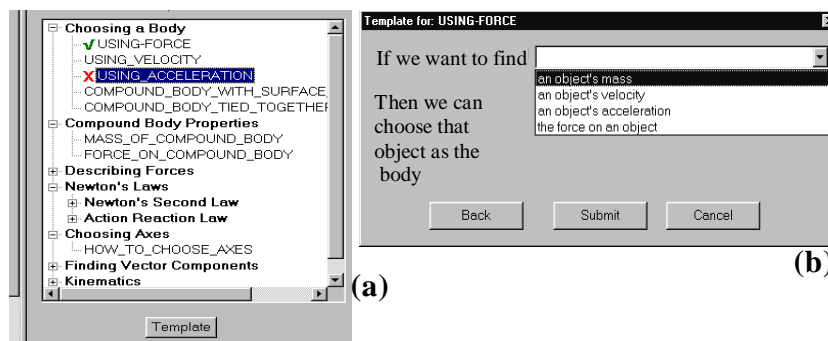 Choosing a Body
USING-FORCE
USING_VELOCITY
USING_ACCELERATION
COMPOUND_BODY_WITH_SURFACE_
COMPOUND_BODY_TIED_TOGETHER
Compound Body Properties
MASS_OF_COMPOUND_BODY
FORCE_ON_COMPOUND_BODY
Describing Forces
Newton's Laws
Newton's Second Law
Action Reaction Law
Choosing Axes
HOW_TO_CHOOSE_AXES
Finding Vector Components
Kinematics
Template
(a)
Template for: USING-FORCE
If we want to find
an object's mass
an object's velocity
an object's acceleration
the force on an object
Then we can
choose that
object as the
body
Back Submit Cancel
(b)